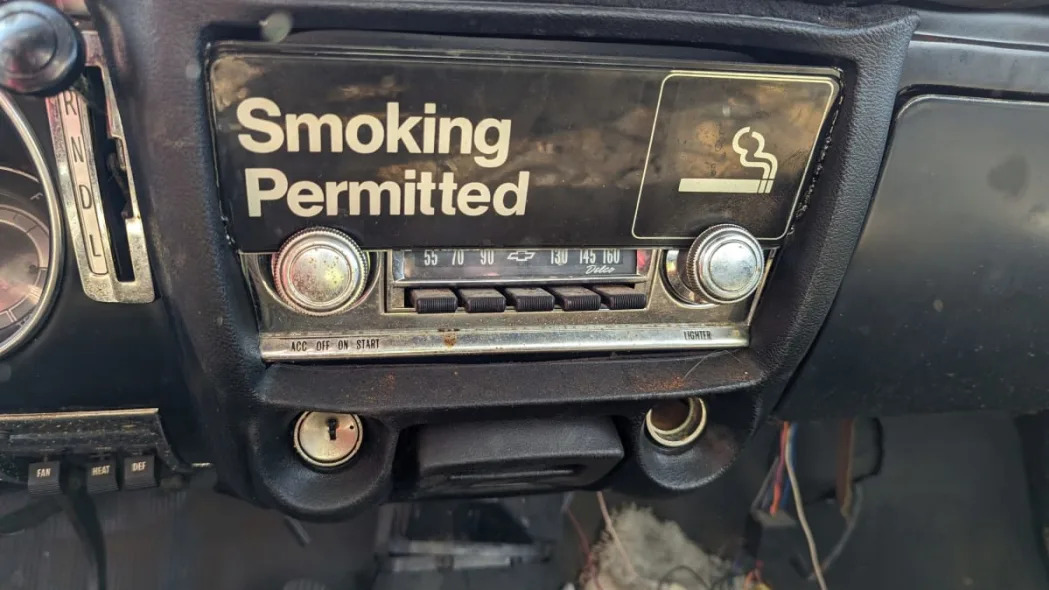 Smoking
Permitted
R
N
D
L
55 70 90 130 145 160
Delco
ACC OFF ON START
LIGHTER
FAN
HEAT
DEF